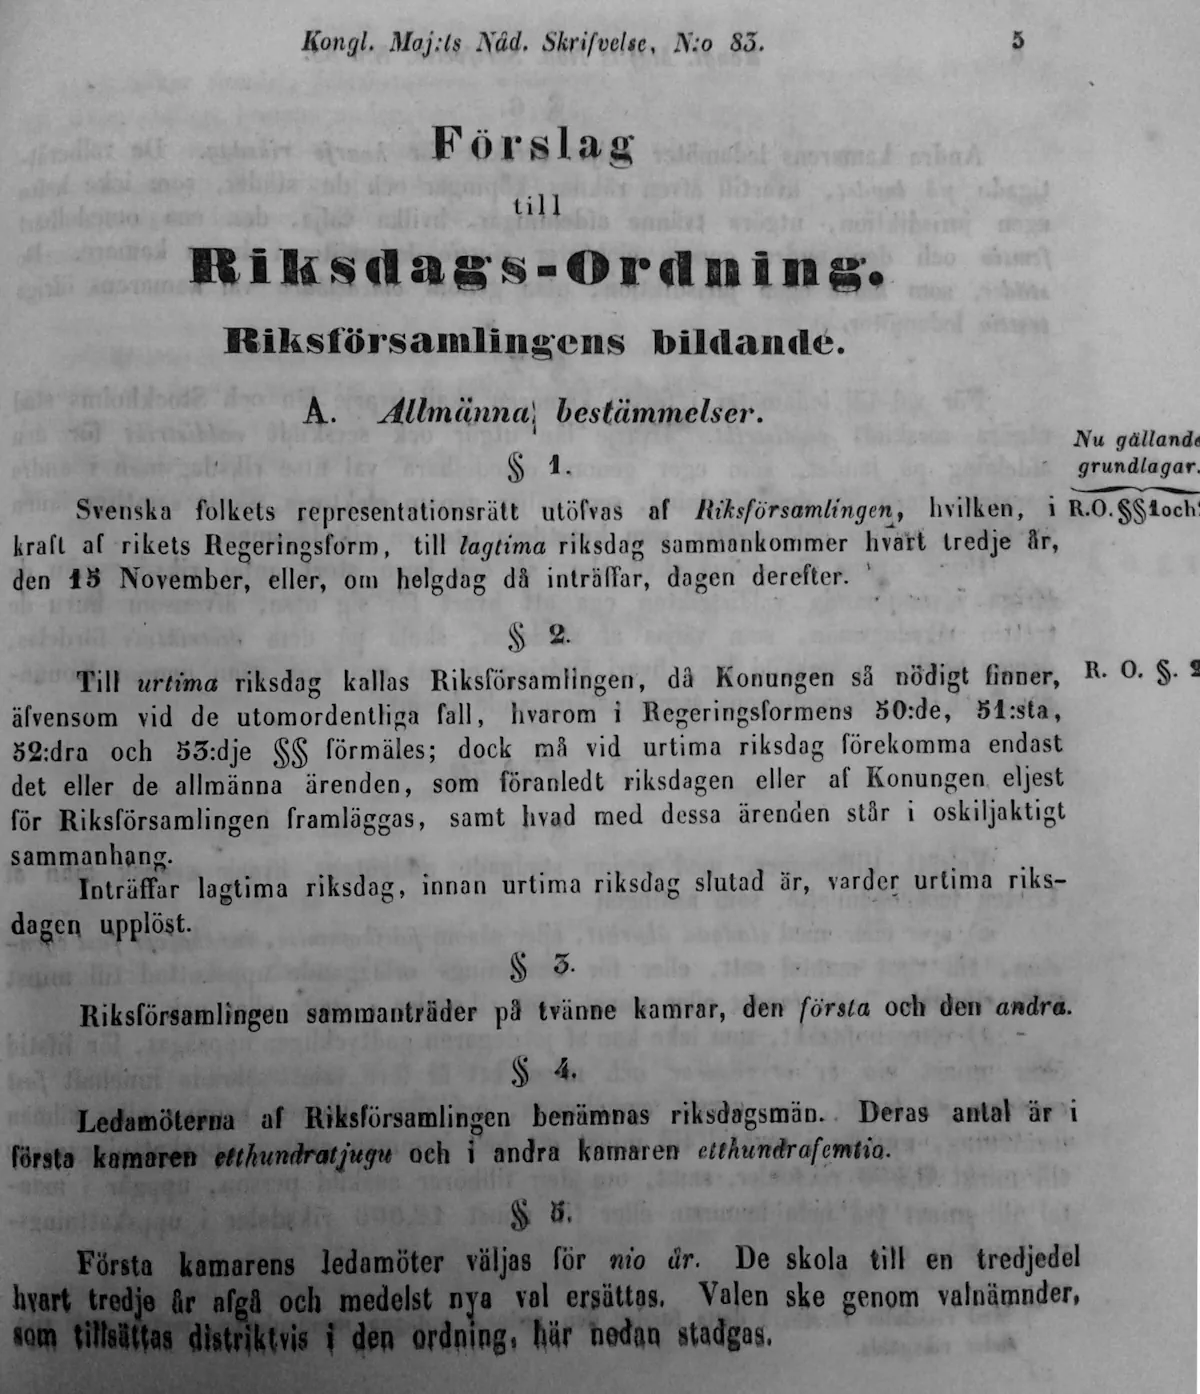 Kongl. Maj:ts Nåd. Skrifvelse, N:o 83. 5
Förslag
till
Riksdags-Ordning.
Riksförsamlingens bildande.
A. Allmänna bestämmelser.
Nu gällande
grundlagar.
§ 1.
Svenska folkets representationsrätt utöfvas af Riksförsamlingen, hvilken, i R.O. §§ 1 och
kraft af rikets Regeringsform, till lagtima riksdag sammankommer hvart tredje år,
den 15 November, eller, om helgdag då inträffar, dagen derefter.
§ 2.
Till urtima riksdag kallas Riksförsamlingen, då Konungen så nödigt finner, R. O. §. 2
äfvensom vid de utomordentliga fall, hvarom i Regeringsformens 50:de, 51:sta,
52:dra och 53:dje §§ förmäles; dock må vid urtima riksdag förekomma endast
det eller de allmänna ärenden, som föranledt riksdagen eller af Konungen eljest
för Riksförsamlingen framläggas, samt hvad med dessa ärenden står i oskiljaktigt
sammanhang.
Inträffar lagtima riksdag, innan urtima riksdag slutad är, varder urtima riks-
dagen upplöst.
§ 3.
Riksförsamlingen sammanträder på tvänne kamrar, den första och den andra.
§ 4.
Ledamöterna af Riksförsamlingen benämnas riksdagsmän. Deras antal är i
första kamaren etthundratjugu och i andra kamaren etthundrafemtio.
§ 5.
Första kamarens ledamöter väljas för nio år. De skola till en tredjedel
hvart tredje år afgå och medelst nya val ersättas. Valen ske genom valnämnder,
som tillsättas distriktvis i den ordning, här nedan stadgas.